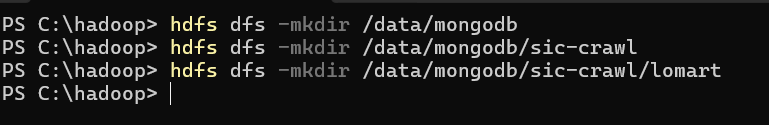 PS C:\hadoop> hdfs dfs -mkdir /data/mongodb
PS C:\hadoop> hdfs dfs -mkdir /data/mongodb/sic-crawl
PS C:\hadoop> hdfs dfs -mkdir /data/mongodb/sic-crawl/lomart
PS C:\hadoop>